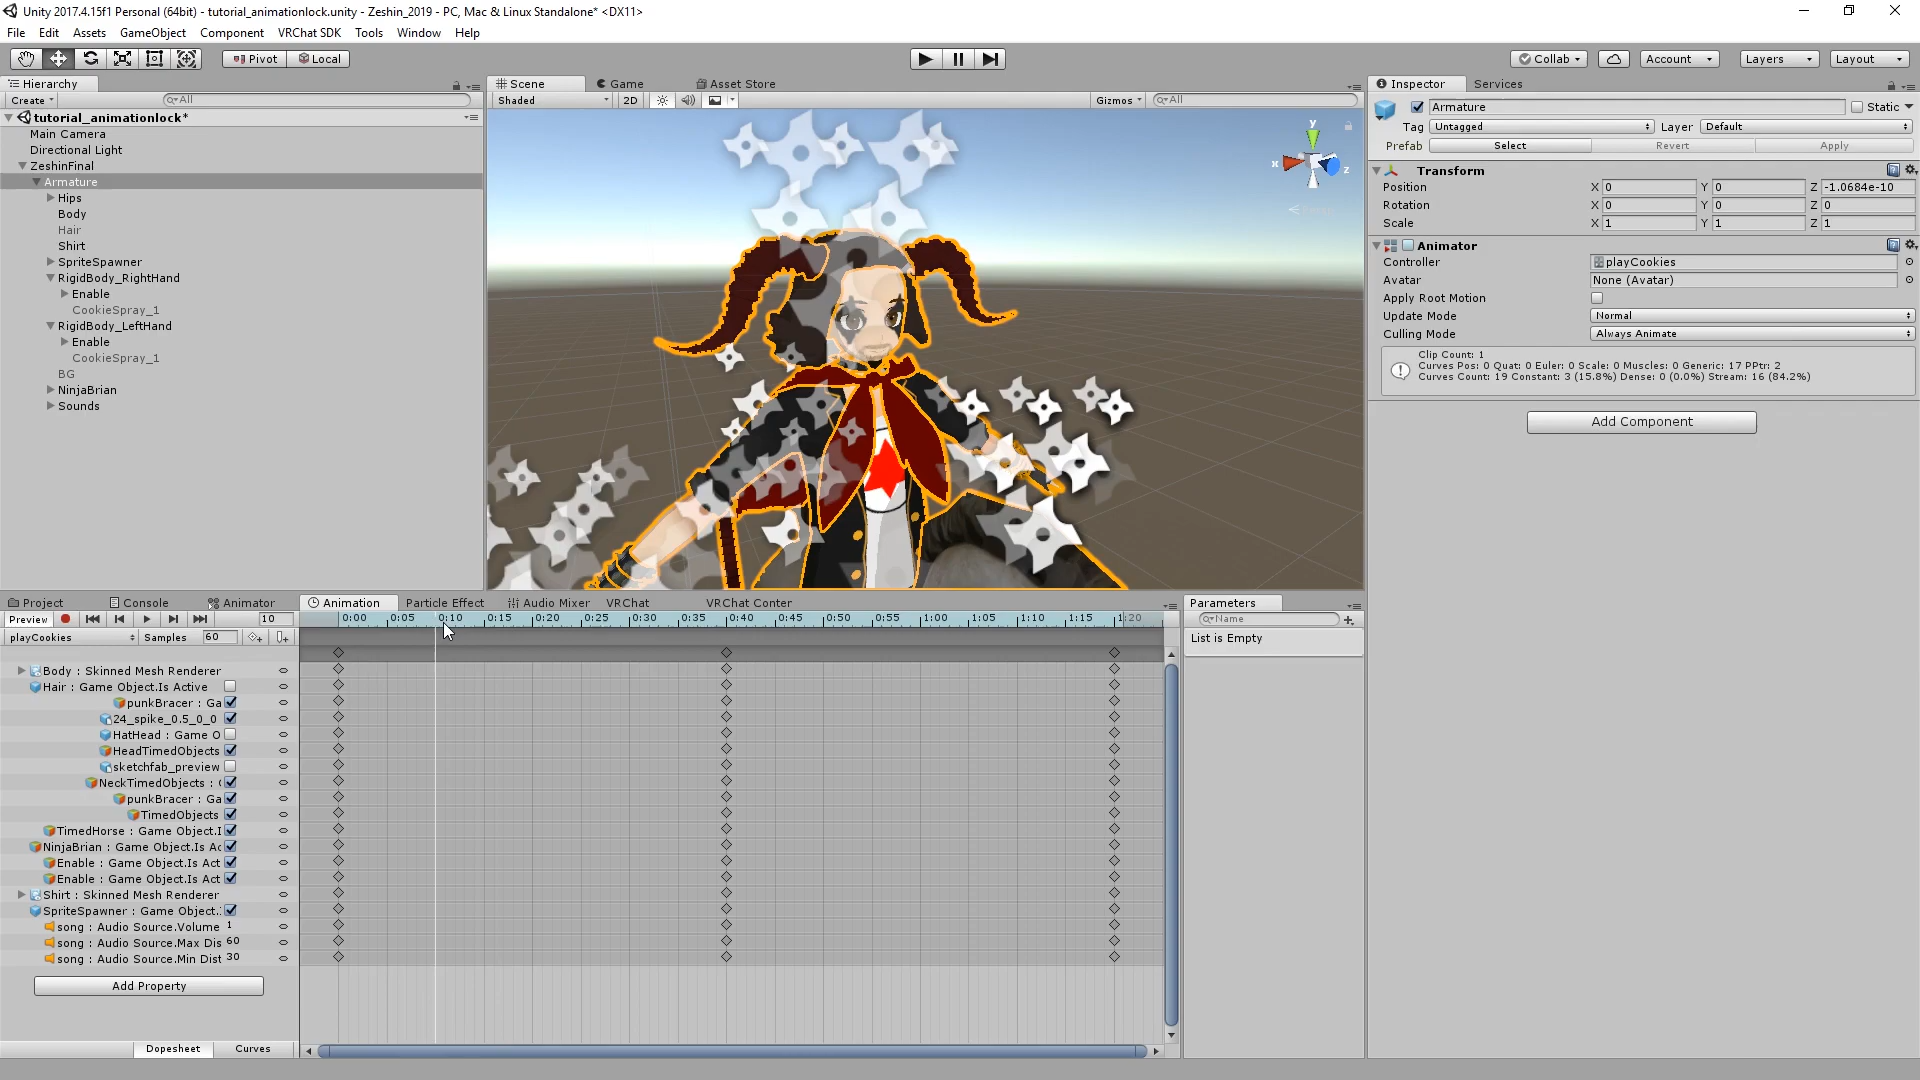 Unity 2017.4.15f1 Personal (64bit) - tutorial_animationlock.unity - Zeshin_2019 - PC, Mac & Linux Standalone* <DX11>
File Edit Assets GameObject Component VRChat SDK Tools Window Help
Pivot Local Collab Account Layers Layout
Hierarchy
Create All
tutorial_animationlock*
Main Camera
Directional Light
ZeshinFinal
Armature
Hips
Body
Hair
Shirt
SpriteSpawner
RigidBody_RightHand
Enable
CookieSpray_1
RigidBody_LeftHand
Enable
CookieSpray_1
BG
NinjaBrian
Sounds
Scene Game Asset Store
Shaded 2D Gizmos All
y
x z
Inspector Services
Armature Static
Tag Untagged Layer Default
Prefab Select Revert Apply
Transform
Position X 0 Y 0 Z -1.0684e-10
Rotation X 0 Y 0 Z 0
Scale X 1 Y 1 Z 1
Animator
Controller playCookies
Avatar None (Avatar)
Apply Root Motion
Update Mode Normal
Culling Mode Always Animate
Clip Count: 1
Curves Pos: 0 Quat: 0 Euler: 0 Scale: 0 Muscles: 0 Generic: 17 PPtr: 2
Curves Count: 19 Constant: 3 (15.8%) Dense: 0 (0.0%) Stream: 16 (84.2%)
Add Component
Project Console Animator Animation Particle Effect Audio Mixer VRChat VRChat Conter
Preview 10 0:00 0:05 0:10 0:15 0:20 0:25 0:30 0:35 0:40 0:45 0:50 0:55 1:00 1:05 1:10 1:15 1:20
playCookies Samples 60
Body : Skinned Mesh Renderer
Hair : Game Object.Is Active
punkBracer : Ga
24_spike_0.5_0_0
HatHead : Game O
HeadTimedObjects
sketchfab_preview
NeckTimedObjects : (
punkBracer : Ga
TimedObjects
TimedHorse : Game Object.I
NinjaBrian : Game Object.Is Ac
Enable : Game Object.Is Act
Enable : Game Object.Is Act
Shirt : Skinned Mesh Renderer
SpriteSpawner : Game Object.
song : Audio Source.Volume 1
song : Audio Source.Max Dis 60
song : Audio Source.Min Dist 30
Add Property
Dopesheet Curves
Parameters
Name
List is Empty